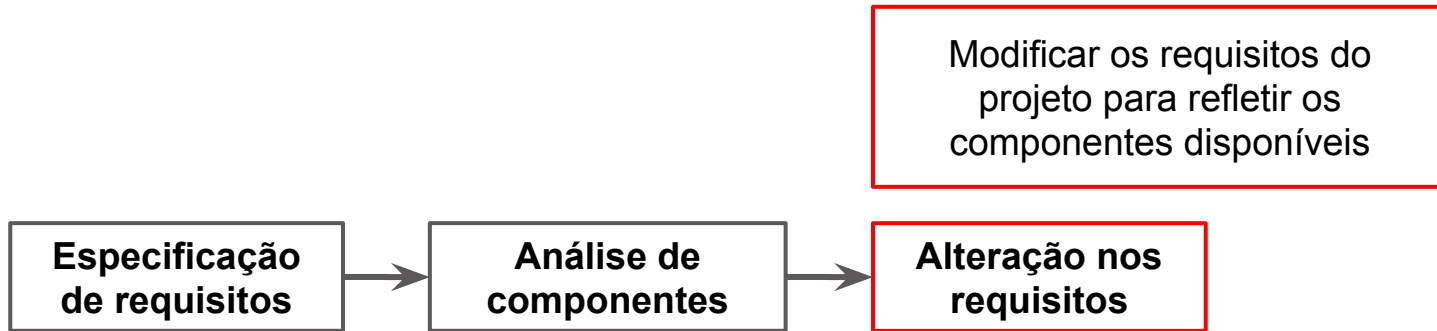 Modificar os requisitos do
projeto para refletir os
componentes disponíveis
Especificação
de requisitos
Análise de
componentes
Alteração nos
requisitos